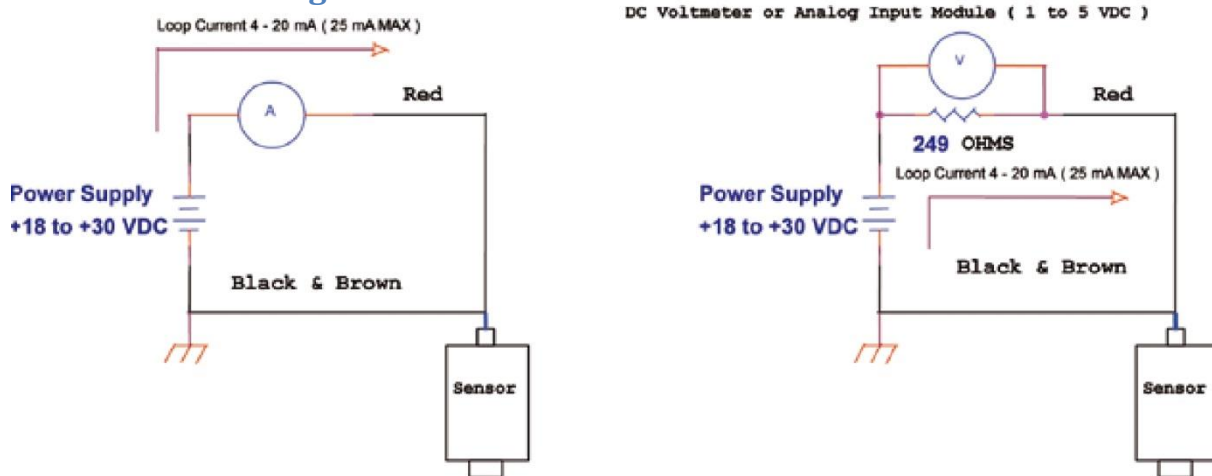 Loop Current 4 - 20 mA ( 25 mA MAX )
A
Red
Power Supply
+18 to +30 VDC
Black & Brown
Sensor
DC Voltmeter or Analog Input Module ( 1 to 5 VDC )
V
Red
249 OHMS
Loop Current 4 - 20 mA ( 25 mA MAX )
Power Supply
+18 to +30 VDC
Black & Brown
Sensor